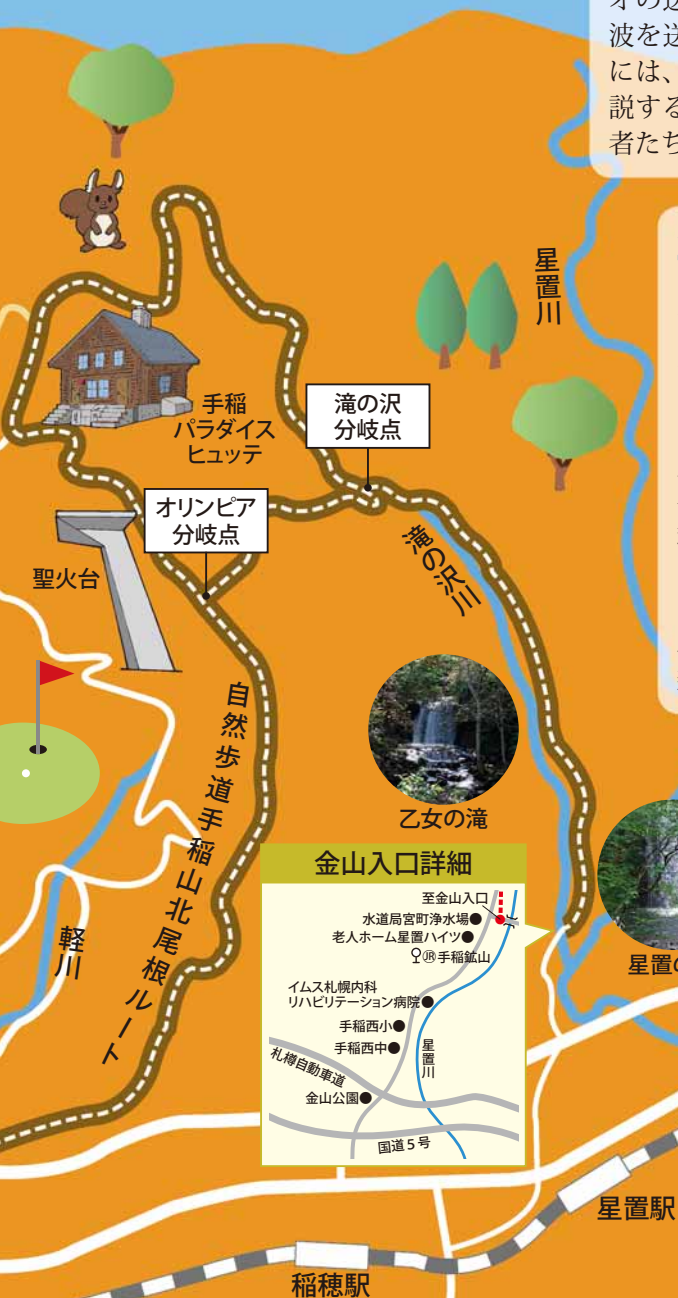 波を送
には、
説する
者たち
星置川
手稲
パラダイス
ヒュッテ
滝の沢
分岐点
オリンピア
分岐点
聖火台
滝の沢川
自然歩道手稲山北尾根ルート
乙女の滝
軽川
金山入口詳細
至金山入口
水道局宮町浄水場
老人ホーム星置ハイツ
JR手稲鉱山
イムス札幌内科
リハビリテーション病院
手稲西小
手稲西中
星置川
札樽自動車道
金山公園
国道5号
星置の
星置駅
稲穂駅